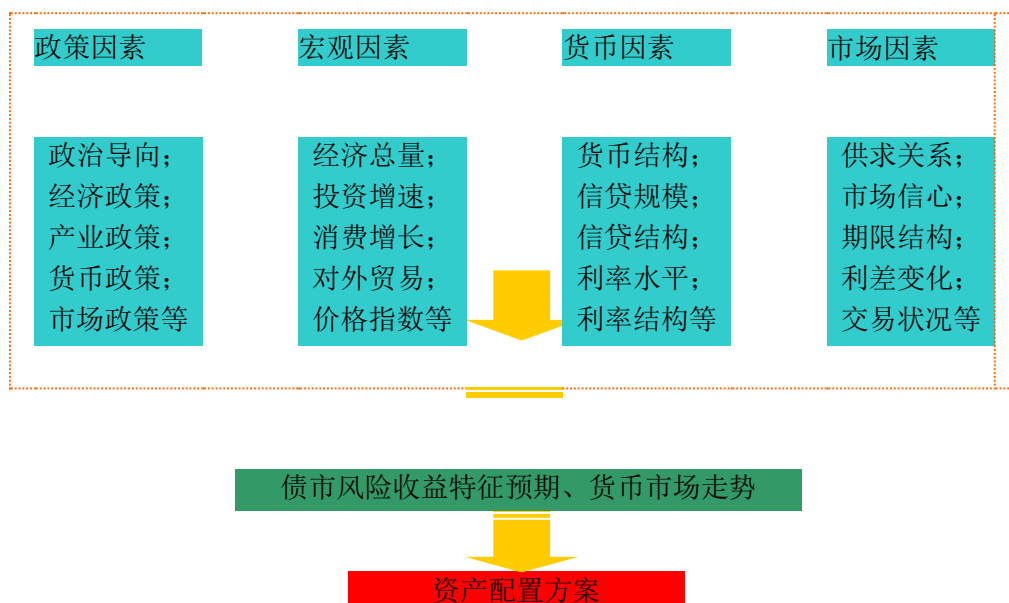 政策因素
宏观因素
货币因素
市场因素
政治导向；
经济政策；
产业政策；
货币政策；
市场政策等
经济总量；
投资增速；
消费增长；
对外贸易；
价格指数等
货币结构；
信贷规模；
信贷结构；
利率水平；
利率结构等
供求关系；
市场信心；
期限结构；
利差变化；
交易状况等
债市风险收益特征预期、货币市场走势
资产配置方案